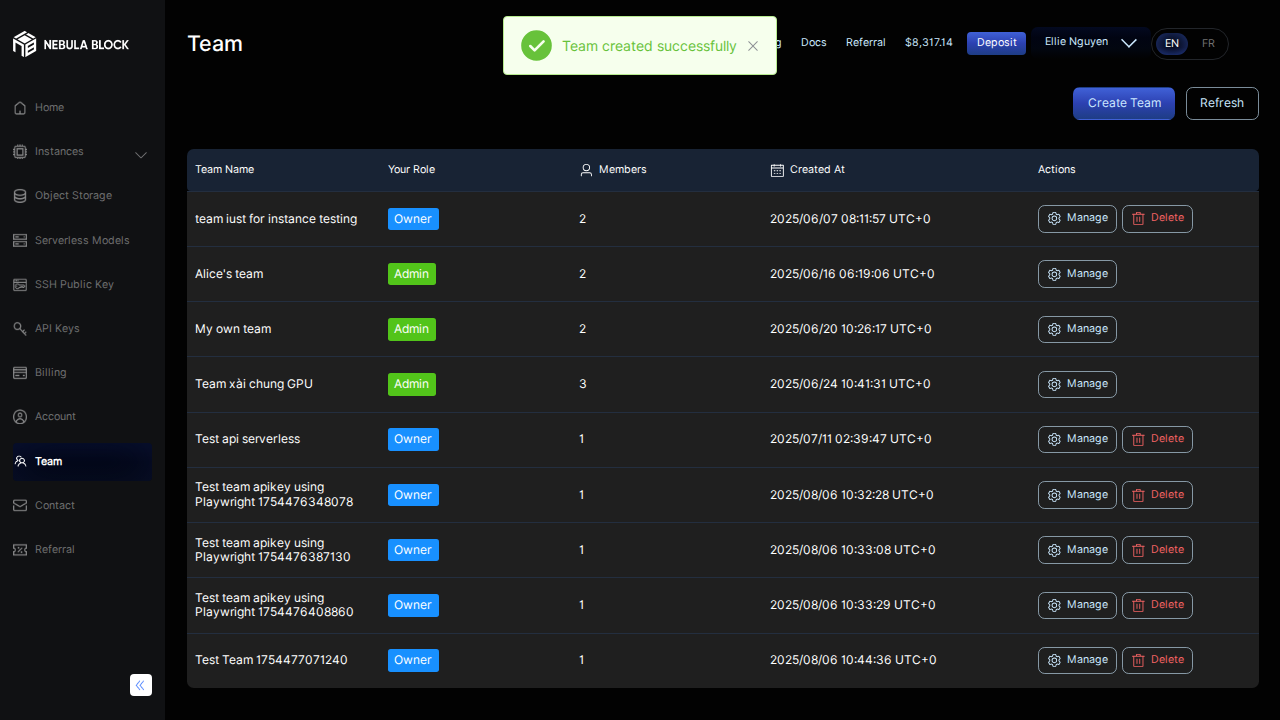 NEBULA BLOCK
Team
Team created successfully
Docs
Referral
$8,317.14
Deposit
Ellie Nguyen
EN
FR
Create Team
Refresh
Home
Instances
Object Storage
Serverless Models
SSH Public Key
API Keys
Billing
Account
Team
Contact
Referral
Team Name Your Role Members Created At Actions
team iust for instance testing Owner 2 2025/06/07 08:11:57 UTC+0 Manage Delete
Alice's team Admin 2 2025/06/16 06:19:06 UTC+0 Manage
My own team Admin 2 2025/06/20 10:26:17 UTC+0 Manage
Team xài chung GPU Admin 3 2025/06/24 10:41:31 UTC+0 Manage
Test api serverless Owner 1 2025/07/11 02:39:47 UTC+0 Manage Delete
Test team apikey using
Playwright 1754476348078 Owner 1 2025/08/06 10:32:28 UTC+0 Manage Delete
Test team apikey using
Playwright 1754476387130 Owner 1 2025/08/06 10:33:08 UTC+0 Manage Delete
Test team apikey using
Playwright 1754476408860 Owner 1 2025/08/06 10:33:29 UTC+0 Manage Delete
Test Team 1754477071240 Owner 1 2025/08/06 10:44:36 UTC+0 Manage Delete